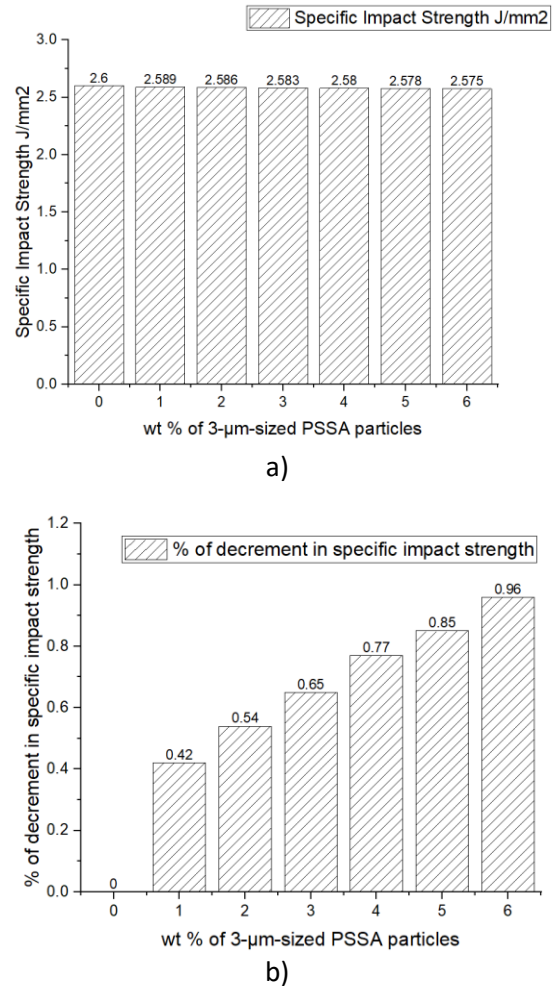 Specific Impact Strength J/mm2
3.0
2.5
2.0
1.5
1.0
0.5
0.0
Specific Impact Strength J/mm2
2.6 2.589 2.586 2.583 2.58 2.578 2.575
0 1 2 3 4 5 6
wt % of 3-μm-sized PSSA particles
a)
1.2
1.0
0.8
0.6
0.4
0.2
0.0
% of decrement in specific impact strength
% of decrement in specific impact strength
0 0.42 0.54 0.65 0.77 0.85 0.96
0 1 2 3 4 5 6
wt % of 3-μm-sized PSSA particles
b)